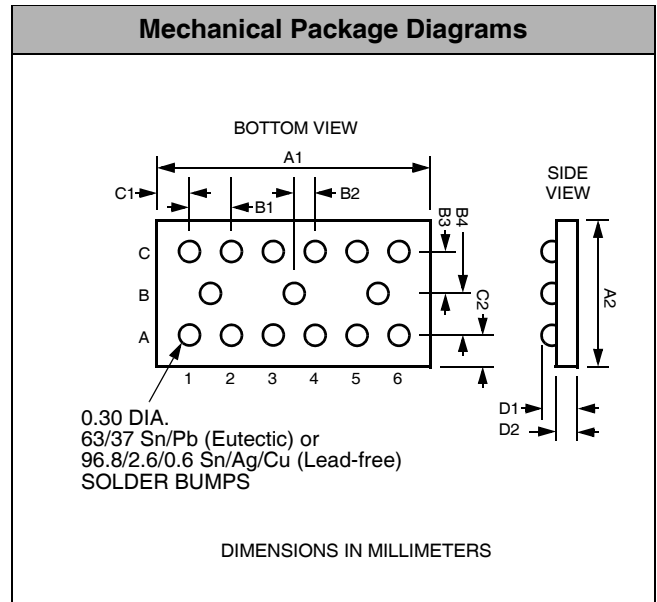 Mechanical Package Diagrams
BOTTOM VIEW
A1
SIDE
VIEW
C1
B1
B2
B3
B4
C
B
A
C2
A2
1 2 3 4 5 6
D1
D2
0.30 DIA.
63/37 Sn/Pb (Eutectic) or
96.8/2.6/0.6 Sn/Ag/Cu (Lead-free)
SOLDER BUMPS
DIMENSIONS IN MILLIMETERS